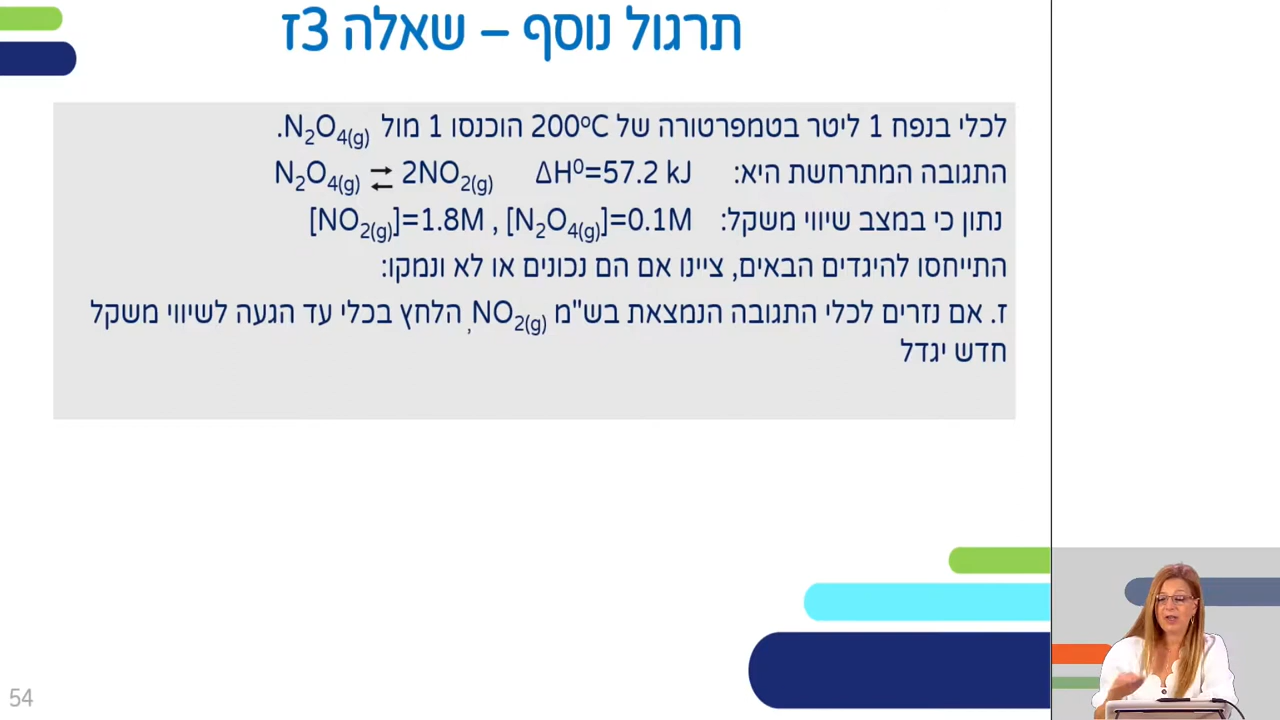 תרגול נוסף – שאלה 3ז
לכלי בנפח 1 ליטר בטמפרטורה של 200°C הוכנסו 1 מול N₂O₄(g).
התגובה המתרחשת היא: N₂O₄(g) ⇄ 2NO₂(g) ΔH⁰=57.2 kJ
נתון כי במצב שיווי משקל: [NO₂(g)]=1.8M , [N₂O₄(g)]=0.1M
התייחסו להיגדים הבאים, ציינו אם הם נכונים או לא ונמקו:
ז. אם נזרים לכלי התגובה הנמצאת בש"מ NO₂(g), הלחץ בכלי עד הגעה לשיווי משקל
חדש יגדל
54